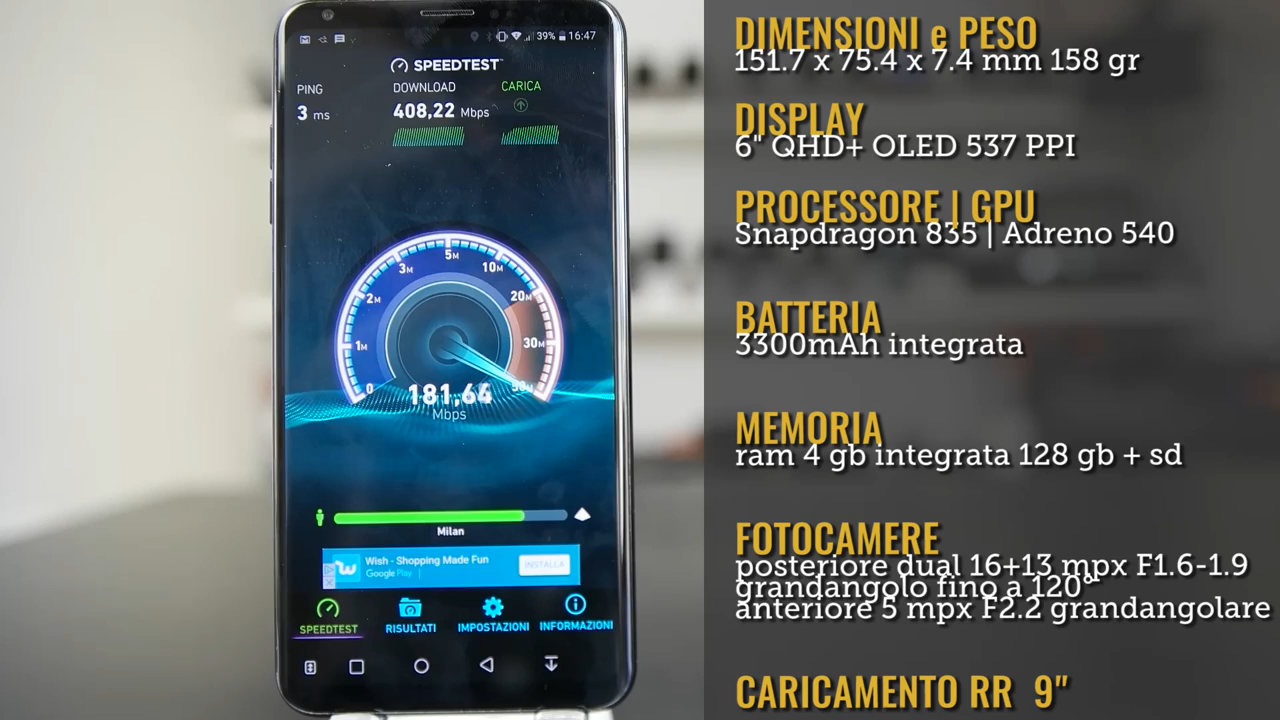 39% 16:47
SPEEDTEST
PING
DOWNLOAD
CARICA
3 ms
408,22 Mbps
5M
3M
10M
2M
20M
1M
30M
0
50M
181,64
Mbps
Milan
Wish - Shopping Made Fun
Google Play
INSTALLA
SPEEDTEST
RISULTATI
IMPOSTAZIONI
INFORMAZIONI
DIMENSIONI e PESO
151.7 x 75.4 x 7.4 mm 158 gr
DISPLAY
6" QHD+ OLED 537 PPI
PROCESSORE | GPU
Snapdragon 835 | Adreno 540
BATTERIA
3300mAh integrata
MEMORIA
ram 4 gb integrata 128 gb + sd
FOTOCAMERE
posteriore dual 16+13 mpx F1.6-1.9
grandangolo fino a 120°
anteriore 5 mpx F2.2 grandangolare
CARICAMENTO RR 9"